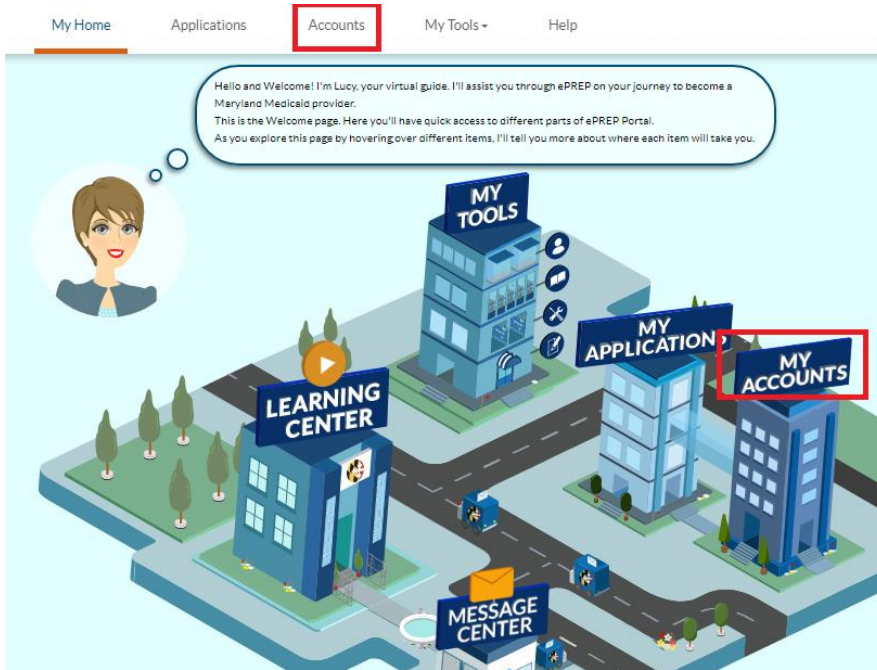 My Home Applications Accounts My Tools Help
Hello and Welcome! I'm Lucy, your virtual guide. I'll assist you through ePREP on your journey to become a
Maryland Medicaid provider.
This is the Welcome page. Here you'll have quick access to different parts of ePREP Portal.
As you explore this page by hovering over different items, I'll tell you more about where each item will take you.
MY
TOOLS
MY
APPLICATIONS
MY
ACCOUNTS
LEARNING
CENTER
MESSAGE
CENTER